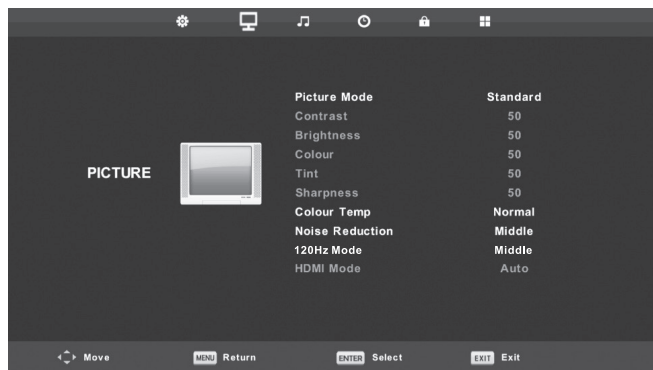 Picture Mode Standard
Contrast 50
Brightness 50
Colour 50
PICTURE
Tint 50
Sharpness 50
Colour Temp Normal
Noise Reduction Middle
120Hz Mode Middle
HDMI Mode Auto
Move MENU Return ENTER Select EXIT Exit